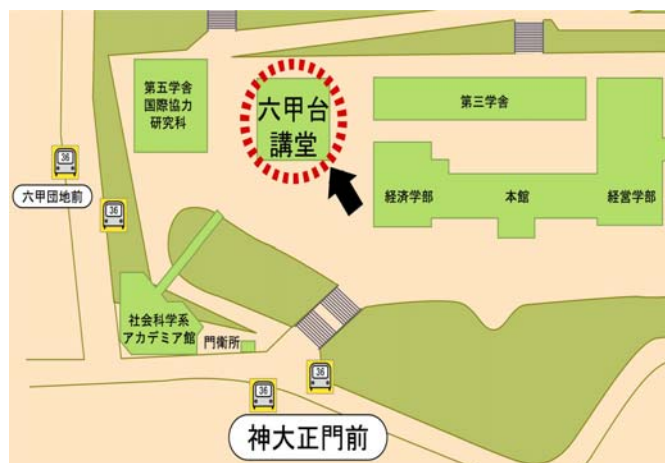 第五学舎
国際協力
研究科
六甲台
講堂
第三学舎
36
六甲団地前
36
経済学部
本館
経営学部
社会科学系
アカデミア館
門衛所
36
36
神大正門前